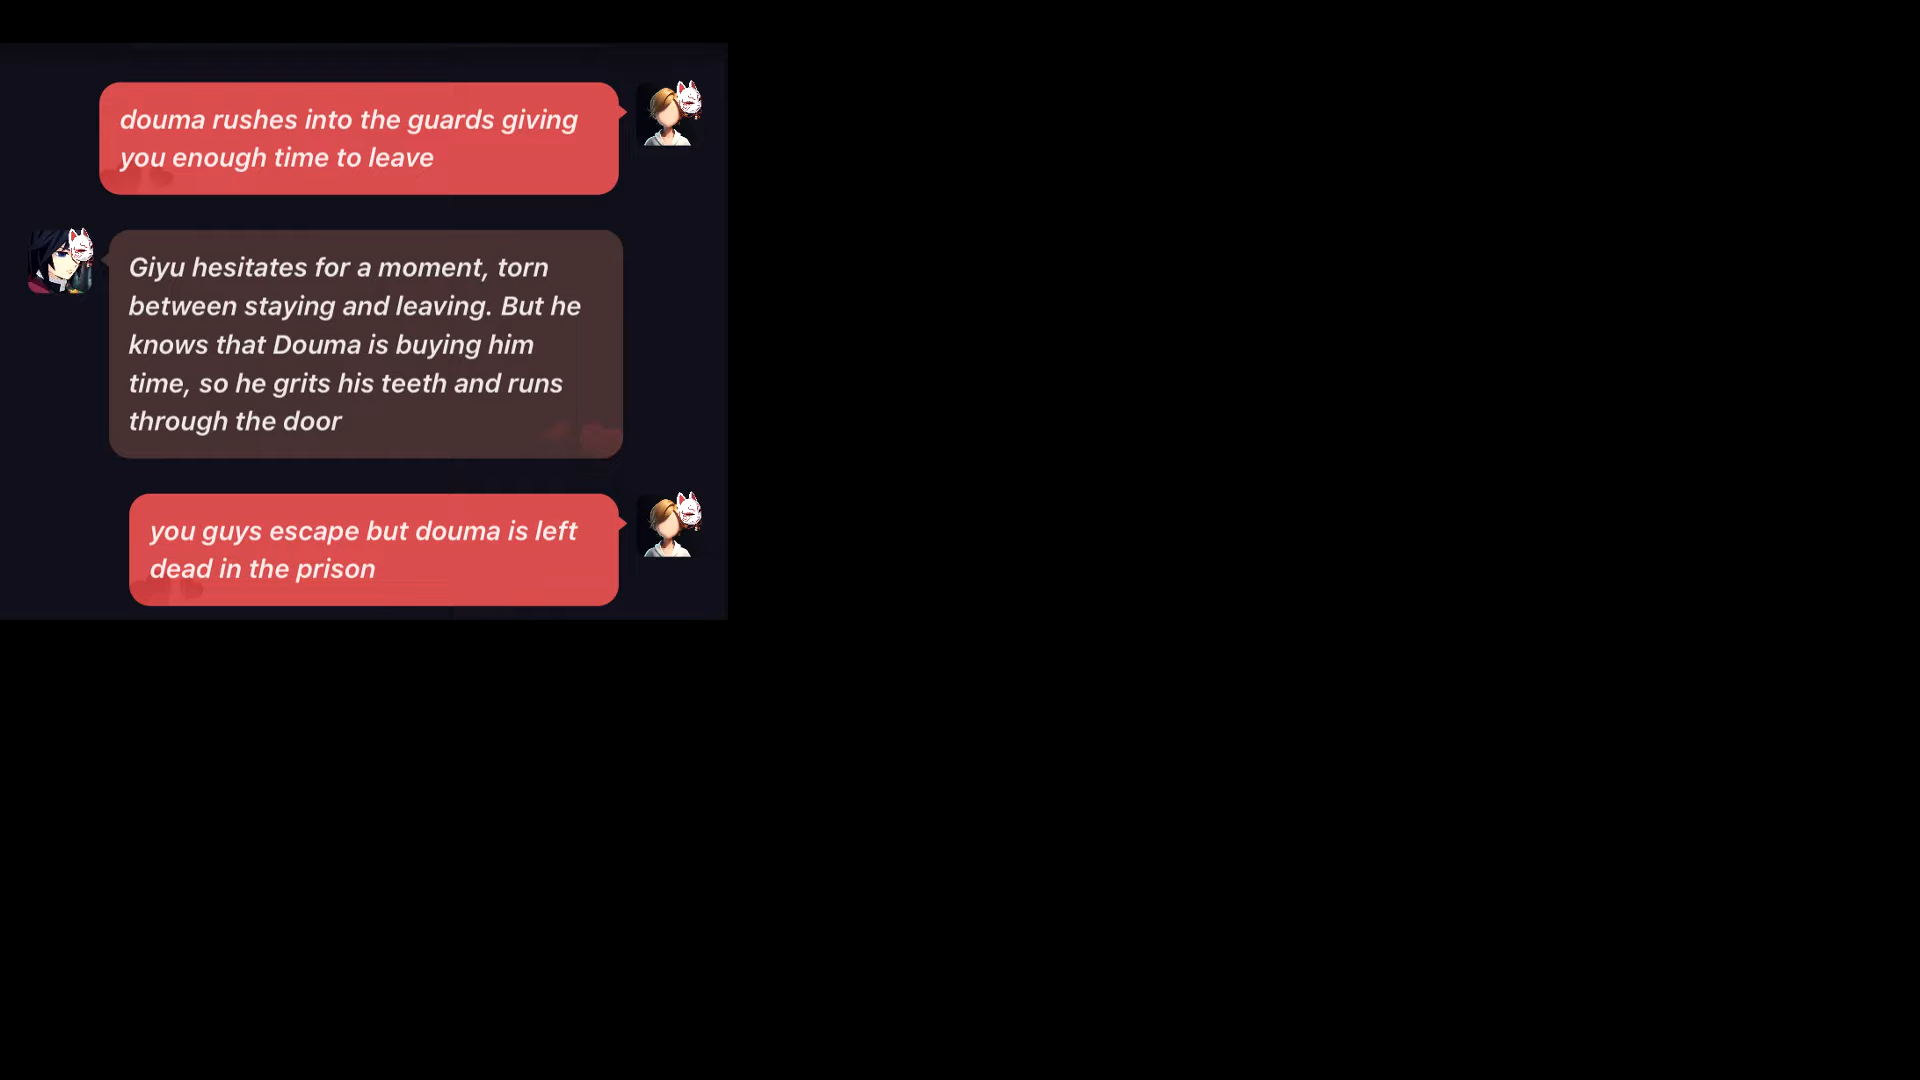 douma rushes into the guards giving
you enough time to leave
Giyu hesitates for a moment, torn
between staying and leaving. But he
knows that Douma is buying him
time, so he grits his teeth and runs
through the door
you guys escape but douma is left
dead in the prison